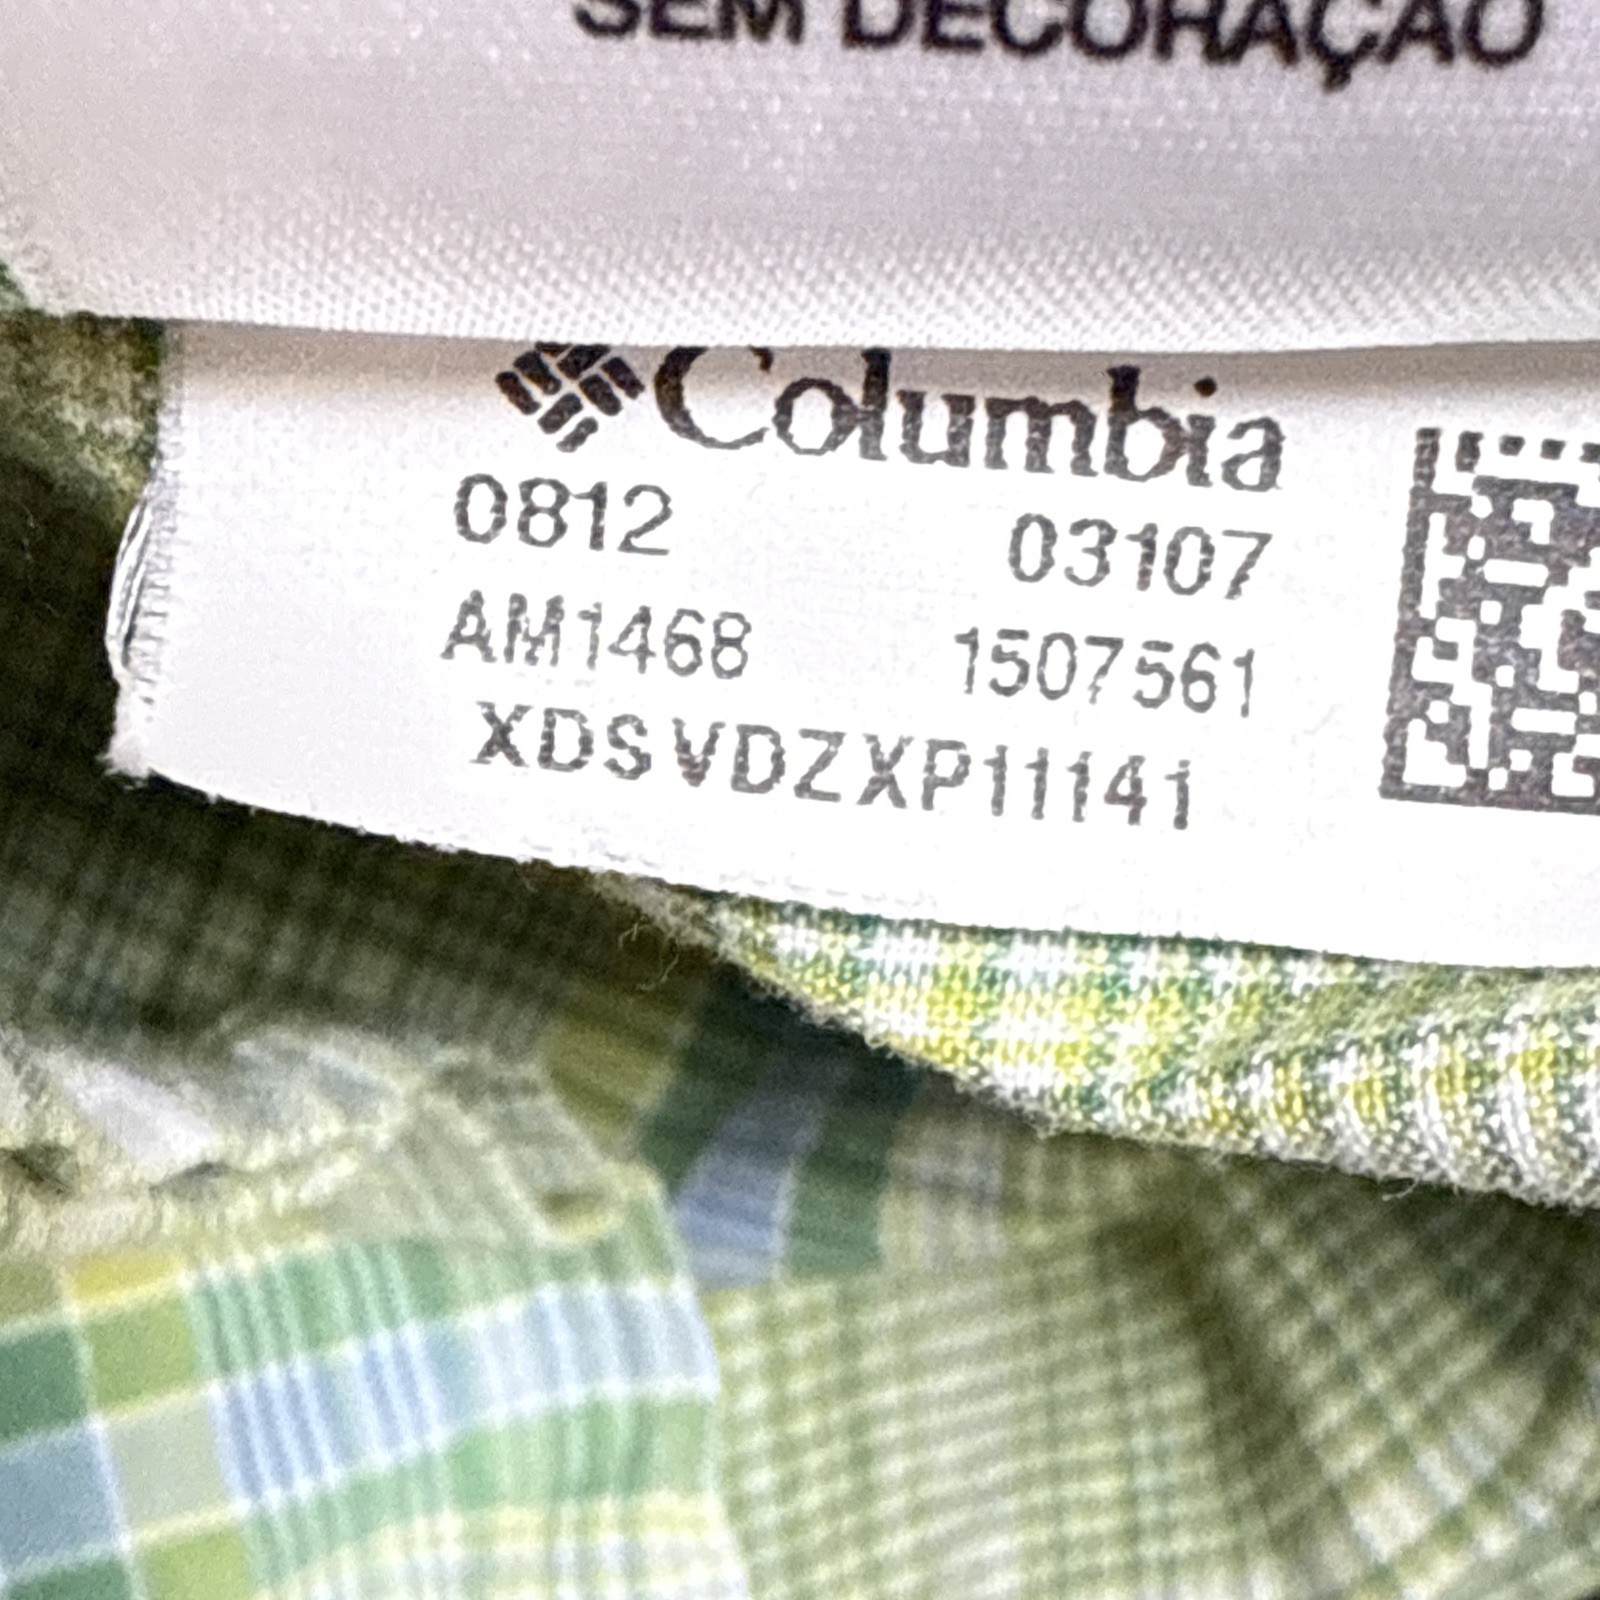 SEM DECORAÇÃO
Columbia
0812 03107
AM1468 1507561
XDSVDZXP11141